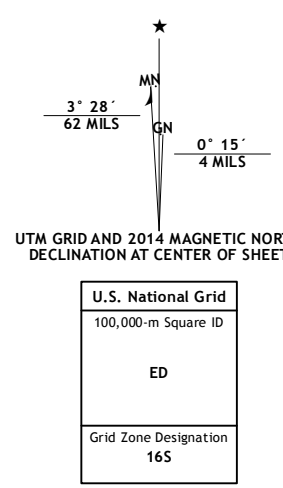 ★
MN
3° 28´
62 MILS
GN
0° 15´
4 MILS
UTM GRID AND 2014 MAGNETIC NOR
DECLINATION AT CENTER OF SHEET
U.S. National Grid
100,000-m Square ID
ED
Grid Zone Designation
16S